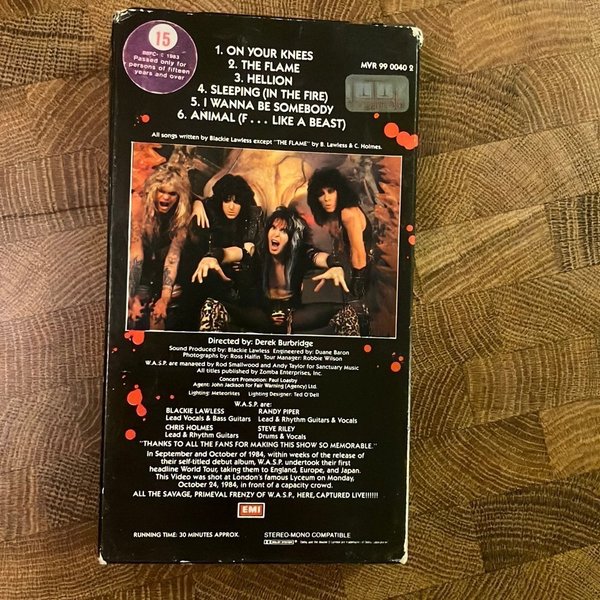 15
BBFC - © 1983
Passed only for
persons of fifteen
years and over
1. ON YOUR KNEES
2. THE FLAME
3. HELLION
4. SLEEPING (IN THE FIRE)
5. I WANNA BE SOMEBODY
6. ANIMAL (F . . . LIKE A BEAST)
MVR 99 0040 2
All songs written by Blackie Lawless except "THE FLAME" by B. Lawless & C. Holmes.
Directed by: Derek Burbridge
Sound Produced by: Blackie Lawless Engineered by: Duane Baron
Photographs by: Ross Halfin Tour Manager: Robbie Wilson
W.A.S.P. are managed by Rod Smallwood and Andy Taylor for Sanctuary Music
All titles published by Zomba Enterprises, Inc.
Concert Promotion: Paul Loasby
Agent: John Jackson for Fair Warning (Agency) Ltd.
Lighting: Meteorites Lighting Designer: Ted O'Dell
W.A.S.P. are:
BLACKIE LAWLESS
Lead Vocals & Bass Guitars
RANDY PIPER
Lead & Rhythm Guitars & Vocals
CHRIS HOLMES
Lead & Rhythm Guitars
STEVE RILEY
Drums & Vocals
"THANKS TO ALL THE FANS FOR MAKING THIS SHOW SO MEMORABLE."
In September and October of 1984, within weeks of the release of
their self-titled debut album, W.A.S.P. undertook their first
headline World Tour, taking them to England, Europe, and Japan.
This Video was shot at London's famous Lyceum on Monday,
October 24, 1984, in front of a capacity crowd.
ALL THE SAVAGE, PRIMEVAL FRENZY OF W.A.S.P., HERE, CAPTURED LIVE!!!!!!
EMI
RUNNING TIME: 30 MINUTES APPROX.
STEREO-MONO COMPATIBLE